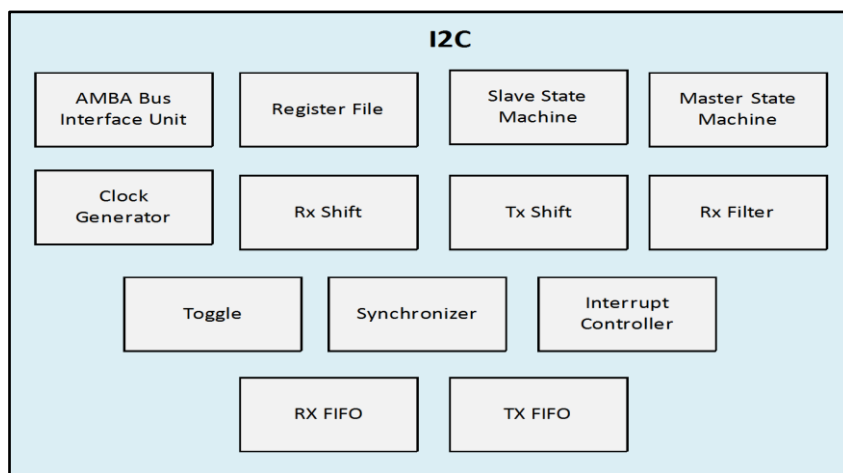 I2C
AMBA Bus
Interface Unit
Register File
Slave State
Machine
Master State
Machine
Clock
Generator
Rx Shift
Tx Shift
Rx Filter
Toggle
Synchronizer
Interrupt
Controller
RX FIFO
TX FIFO